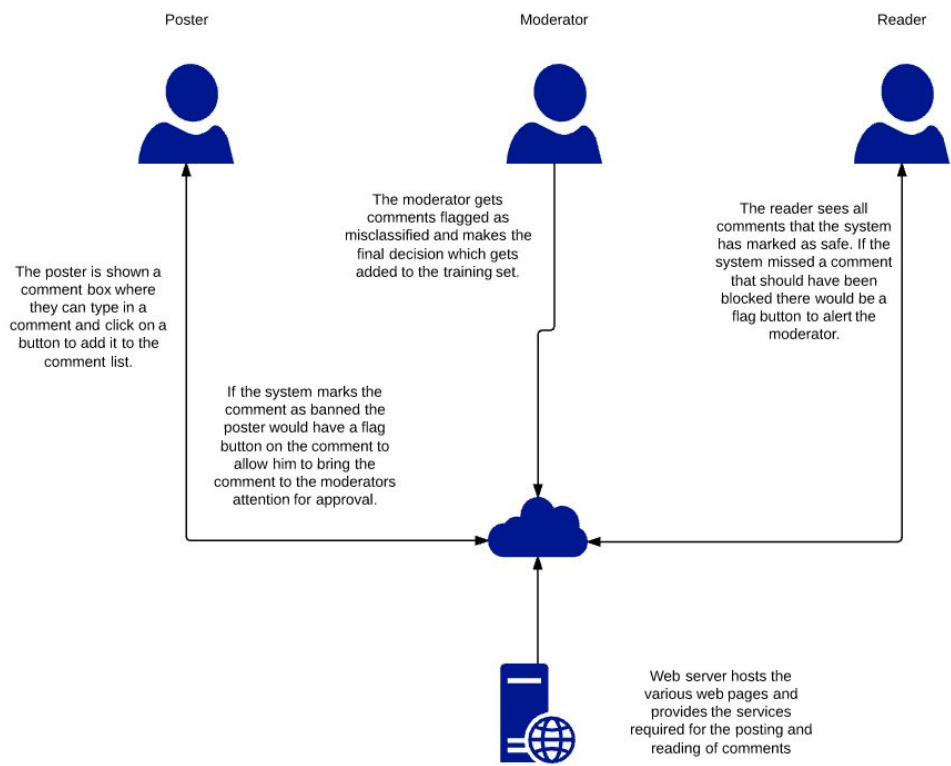 Poster
Moderator
Reader
The poster is shown a
comment box where
they can type in a
comment and click on a
button to add it to the
comment list.
The moderator gets
comments flagged as
misclassified and makes the
final decision which gets
added to the training set.
The reader sees all
comments that the system
has marked as safe. If the
system missed a comment
that should have been
blocked there would be a
flag button to alert the
moderator.
If the system marks the
comment as banned the
poster would have a flag
button on the comment to
allow him to bring the
comment to the moderators
attention for approval.
Web server hosts the
various web pages and
provides the services
required for the posting and
reading of comments